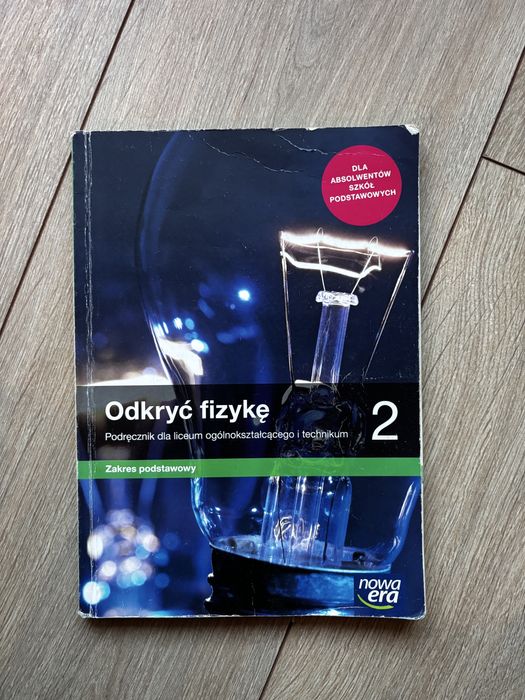 DLA
ABSOLWENTÓW
SZKÓŁ
PODSTAWOWYCH
Odkryć fizykę 2
Podręcznik dla liceum ogólnokształcącego i technikum
Zakres podstawowy
nowa
era